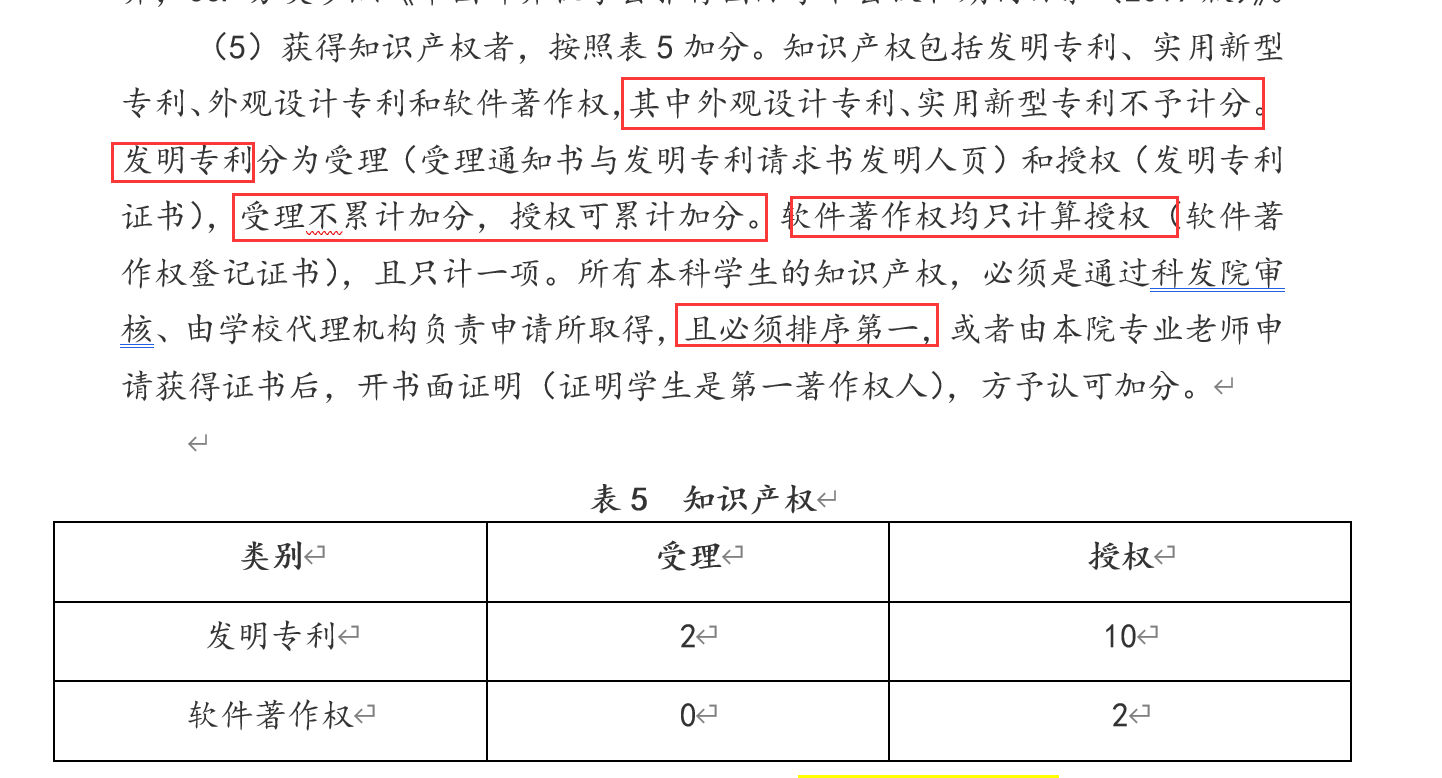 (5)获得知识产权者，按照表 5 加分。知识产权包括发明专利、实用新型
专利、外观设计专利和软件著作权，其中外观设计专利、实用新型专利不予计分。
发明专利分为受理（受理通知书与发明专利请求书发明人页）和授权（发明专利
证书），受理不累计加分，授权可累计加分。软件著作权均只计算授权（软件著
作权登记证书），且只计一项。所有本科学生的知识产权，必须是通过科发院审
核、由学校代理机构负责申请所取得，且必须排序第一，或者由本院专业老师申
请获得证书后，开书面证明（证明学生是第一著作权人），方予认可加分。
表 5 知识产权
类别 受理 授权
发明专利 2 10
软件著作权 0 2